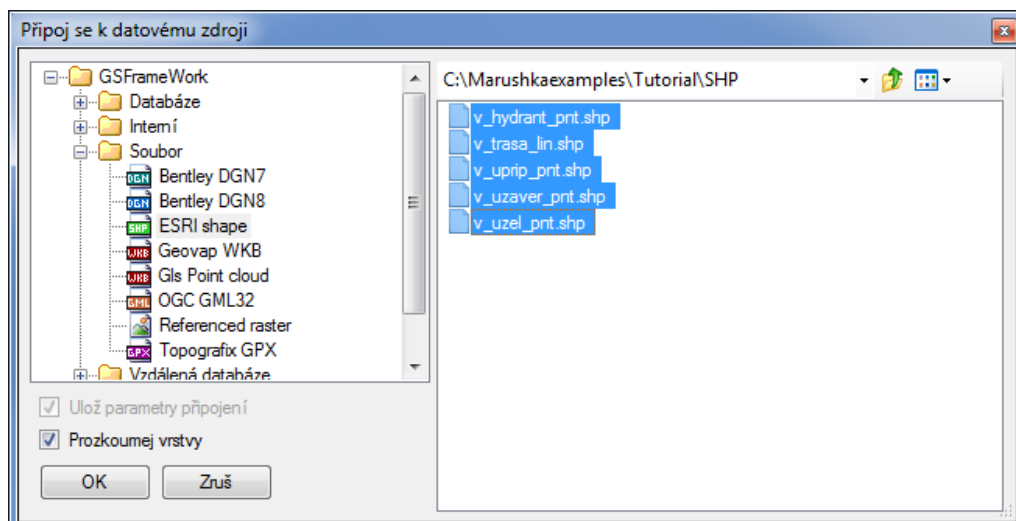 Připoj se k datovému zdroji
GSFrameWork
Databáze
Interní
Soubor
DGN Bentley DGN7
DGN Bentley DGN8
SHP ESRI shape
WKB Geovap WKB
WKB Gls Point cloud
GML OGC GML32
Referenced raster
GPX Topografix GPX
Vzdálená databáze
Ulož parametry připojení
Prozkoumej vrstvy
OK Zruš
C:\Marushkaexamples\Tutorial\SHP
v_hydrant_pnt.shp
v_trasa_lin.shp
v_uprip_pnt.shp
v_uzaver_pnt.shp
v_uzel_pnt.shp